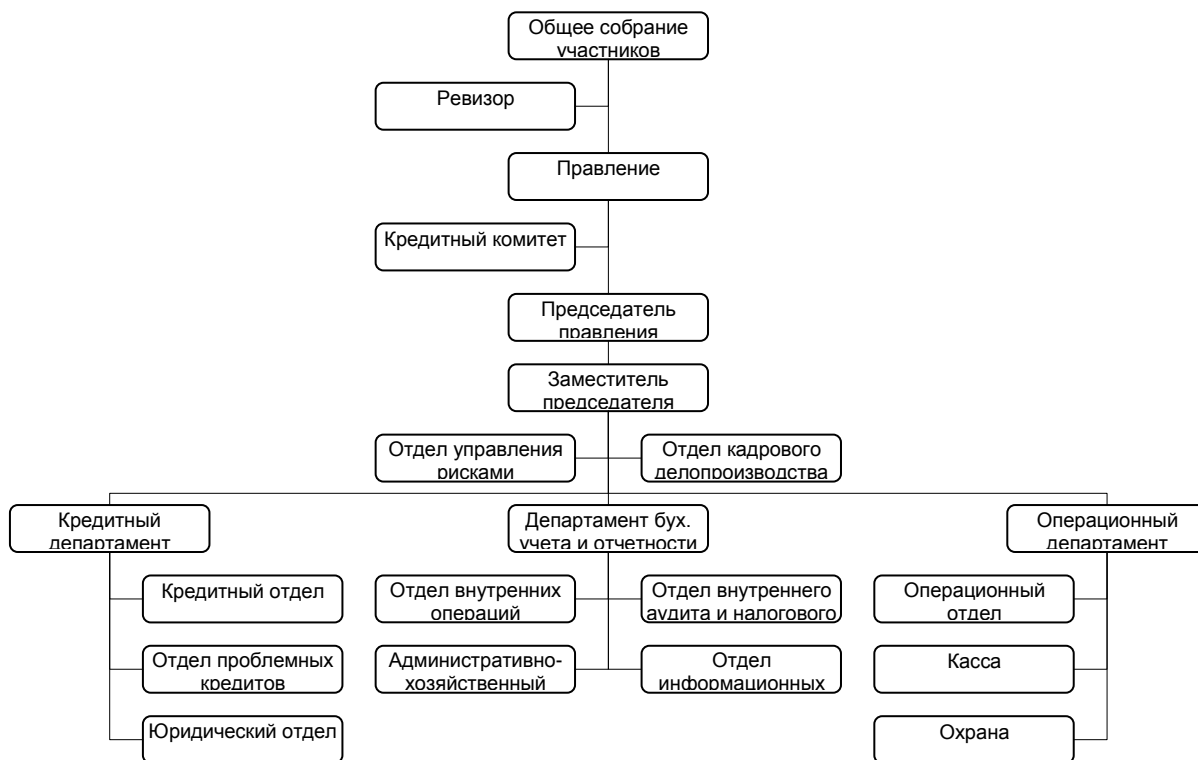 Общее собрание
участников
Ревизор
Правление
Кредитный комитет
Председатель
правления
Заместитель
председателя
Отдел управления
рисками
Отдел кадрового
делопроизводства
Кредитный
департамент
Департамент бух.
учета и отчетности
Операционный
департамент
Кредитный отдел
Отдел внутренних
операций
Отдел внутреннего
аудита и налогового
Операционный
отдел
Отдел проблемных
кредитов
Административно-
хозяйственный
Отдел
информационных
Касса
Юридический отдел
Охрана